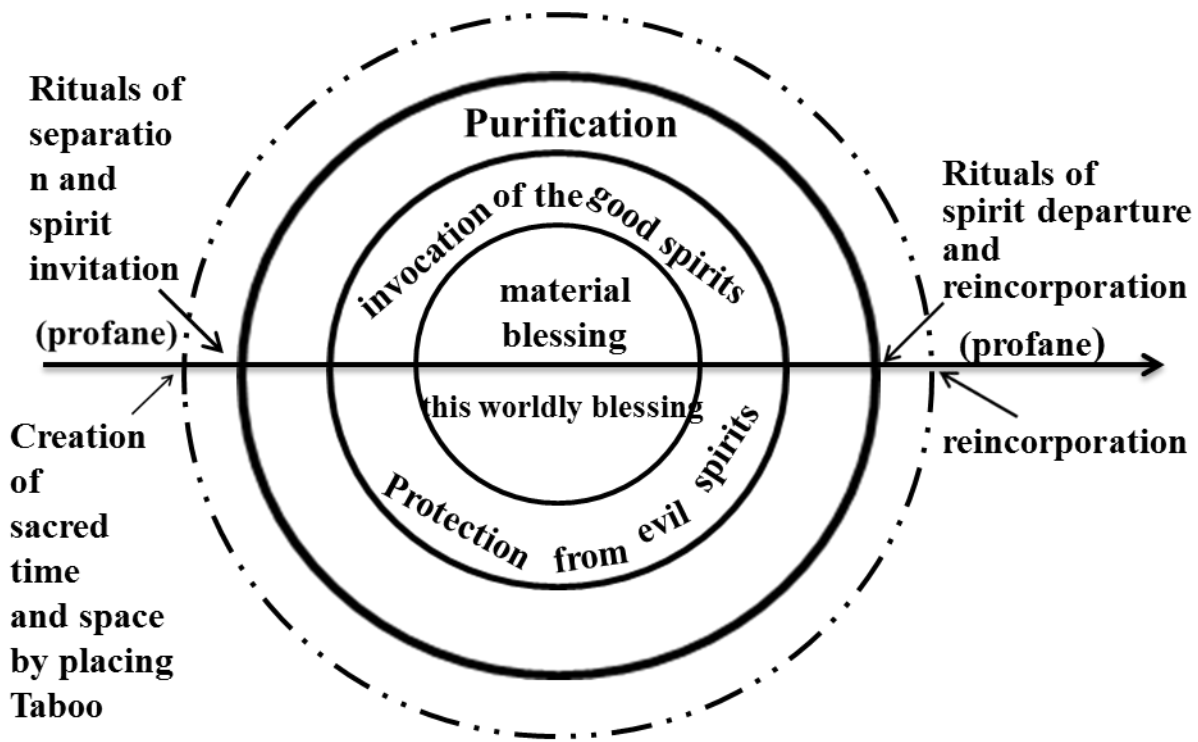 Rituals of
separatio
n and
spirit
invitation
(profane)
Creation
of
sacred
time
and space
by placing
Taboo
Purification
invocation of the good spirits
material
blessing
this worldly blessing
Protection from evil spirits
Rituals of
spirit departure
and
reincorporation
(profane)
reincorporation